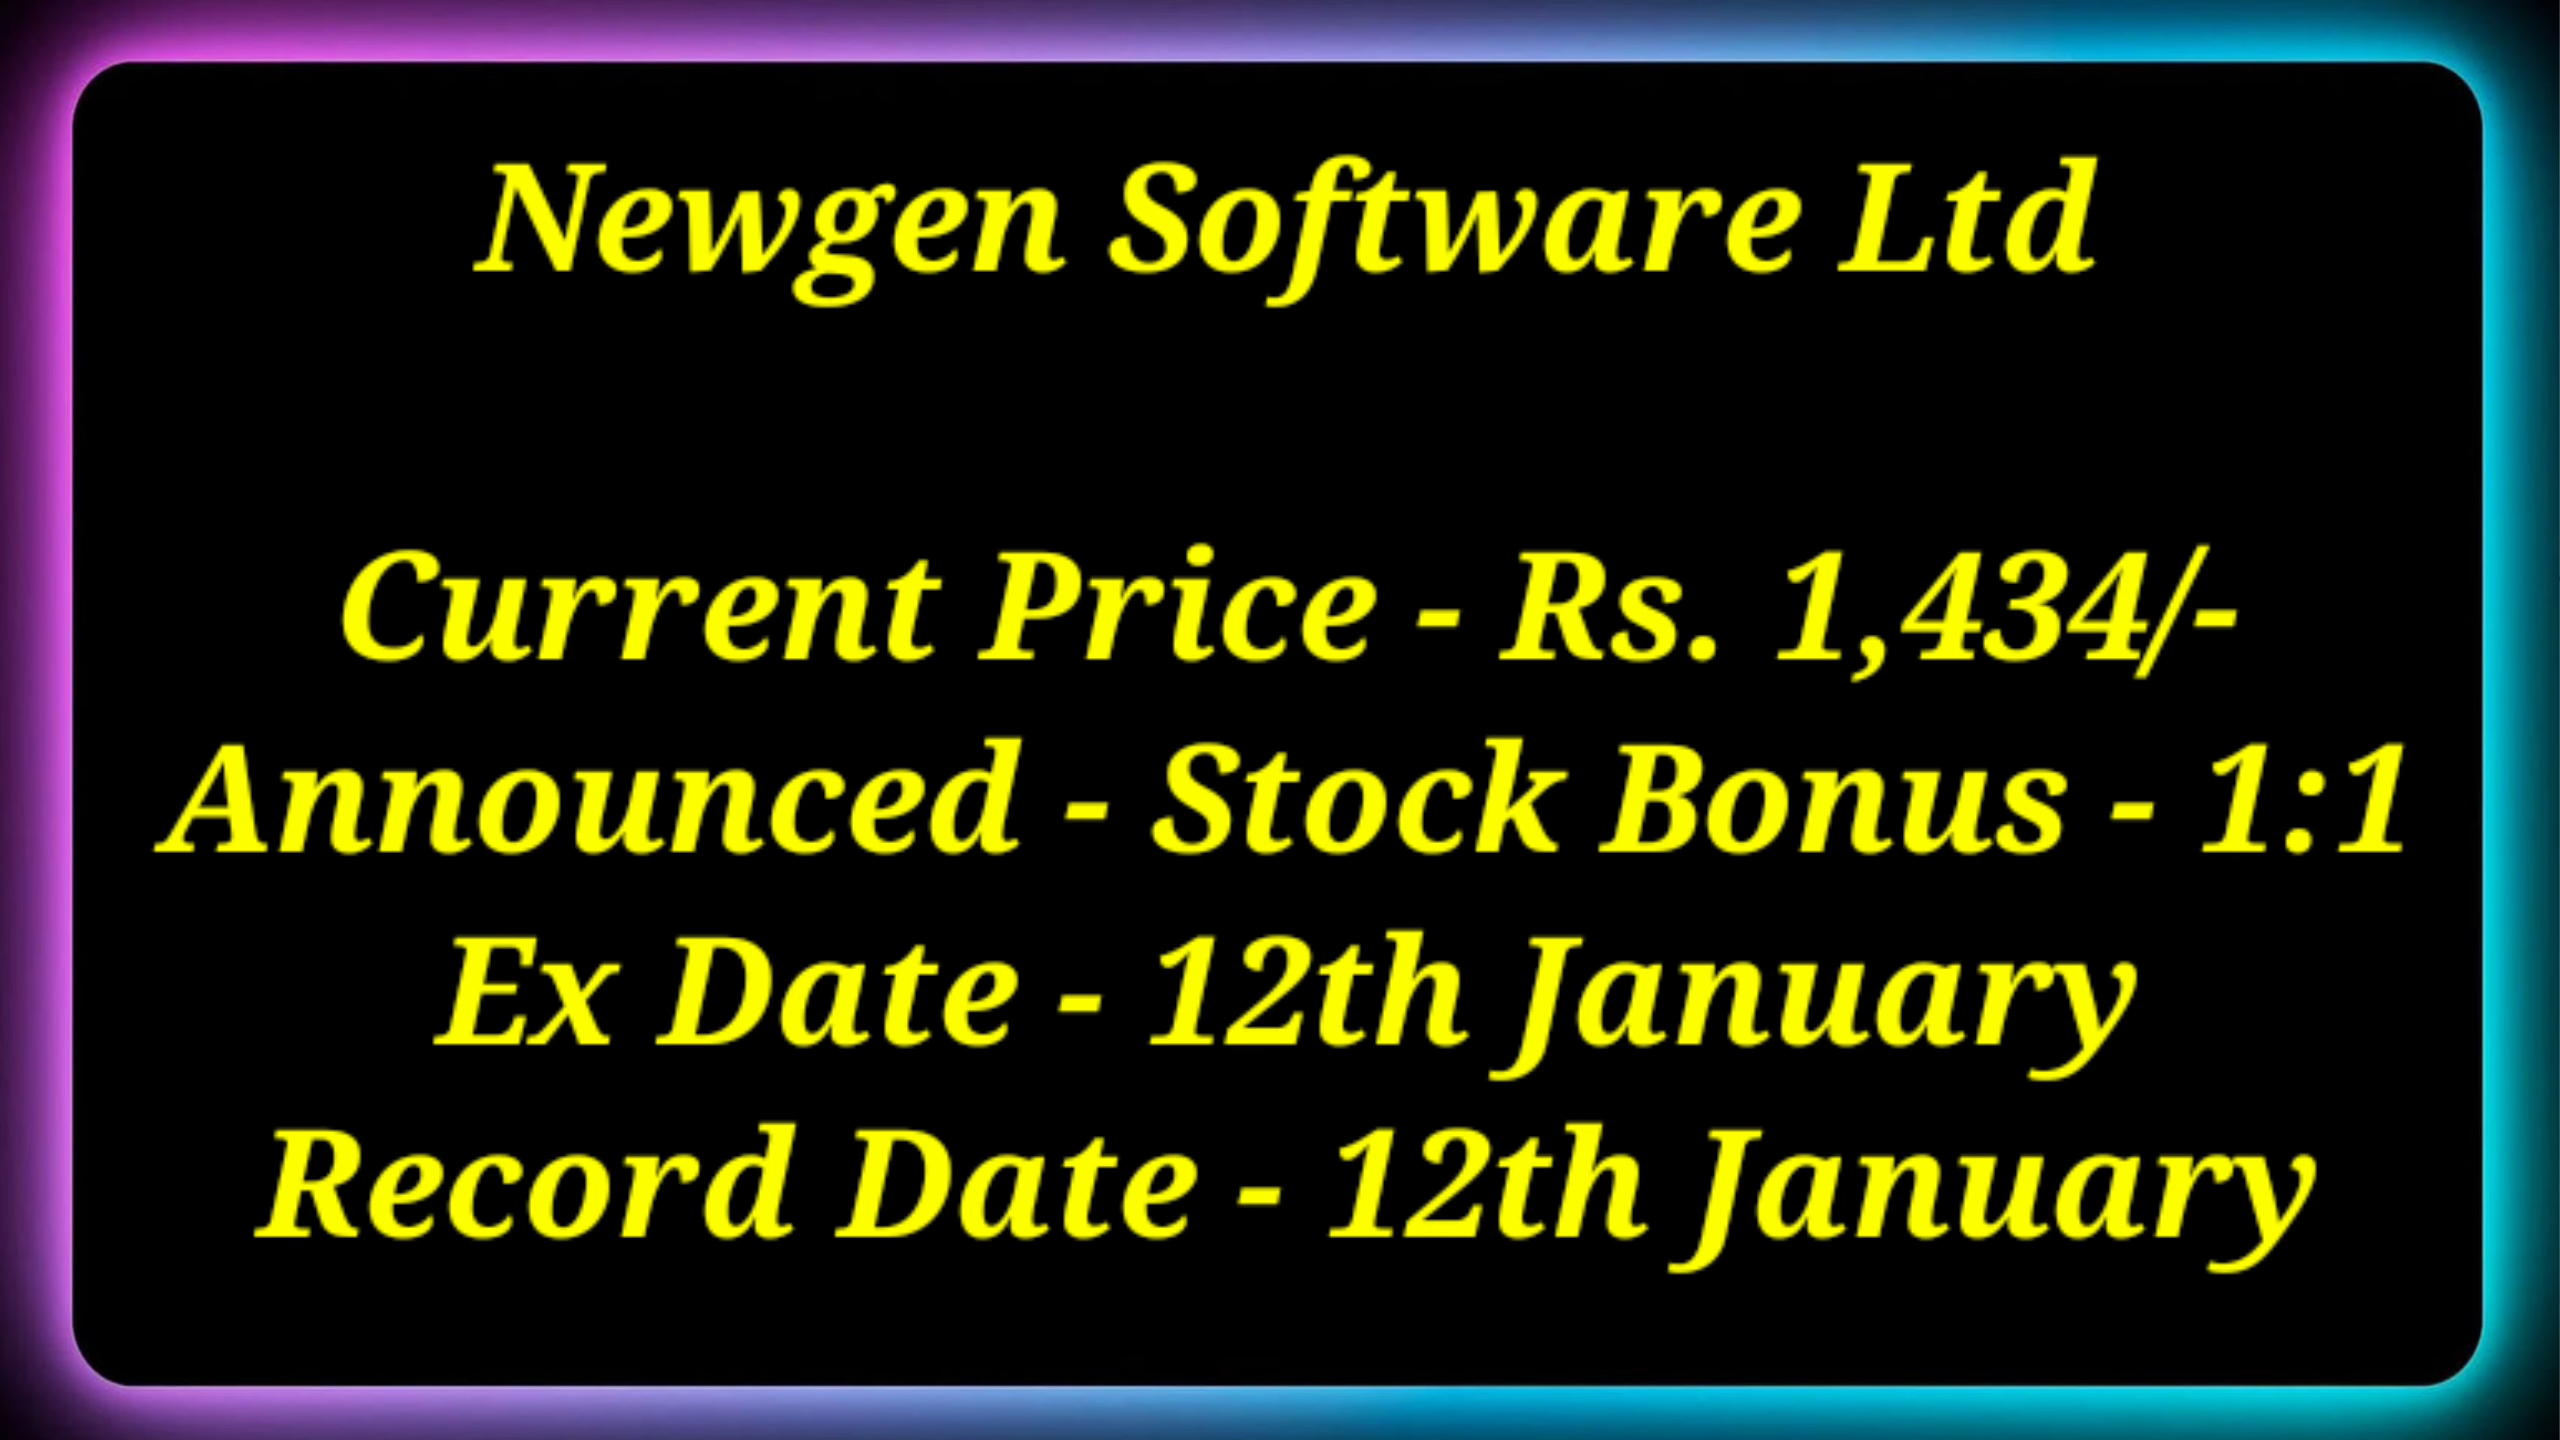 Newgen Software Ltd
Current Price - Rs. 1,434/-
Announced - Stock Bonus - 1:1
Ex Date - 12th January
Record Date - 12th January